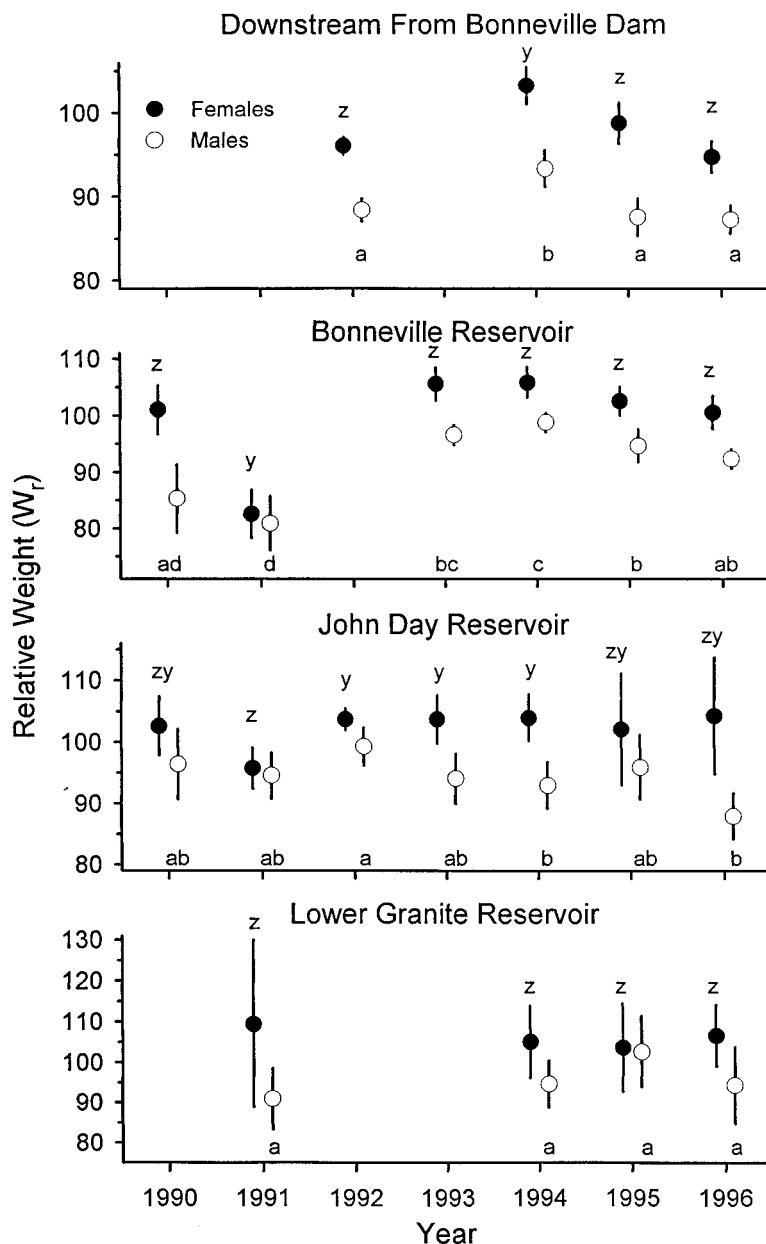 Downstream From Bonneville Dam
y
z
z
z
Females
Males
100
90
80
a
b
a
a
Bonneville Reservoir
110
100
90
80
z
y
z
z
z
z
ad
d
bc
c
b
ab
Relative Weight (Wr)
John Day Reservoir
110
100
90
80
zy
z
y
y
y
zy
zy
ab
ab
a
ab
b
ab
b
Lower Granite Reservoir
130
120
110
100
90
80
z
z
z
z
a
a
a
a
1990 1991 1992 1993 1994 1995 1996
Year